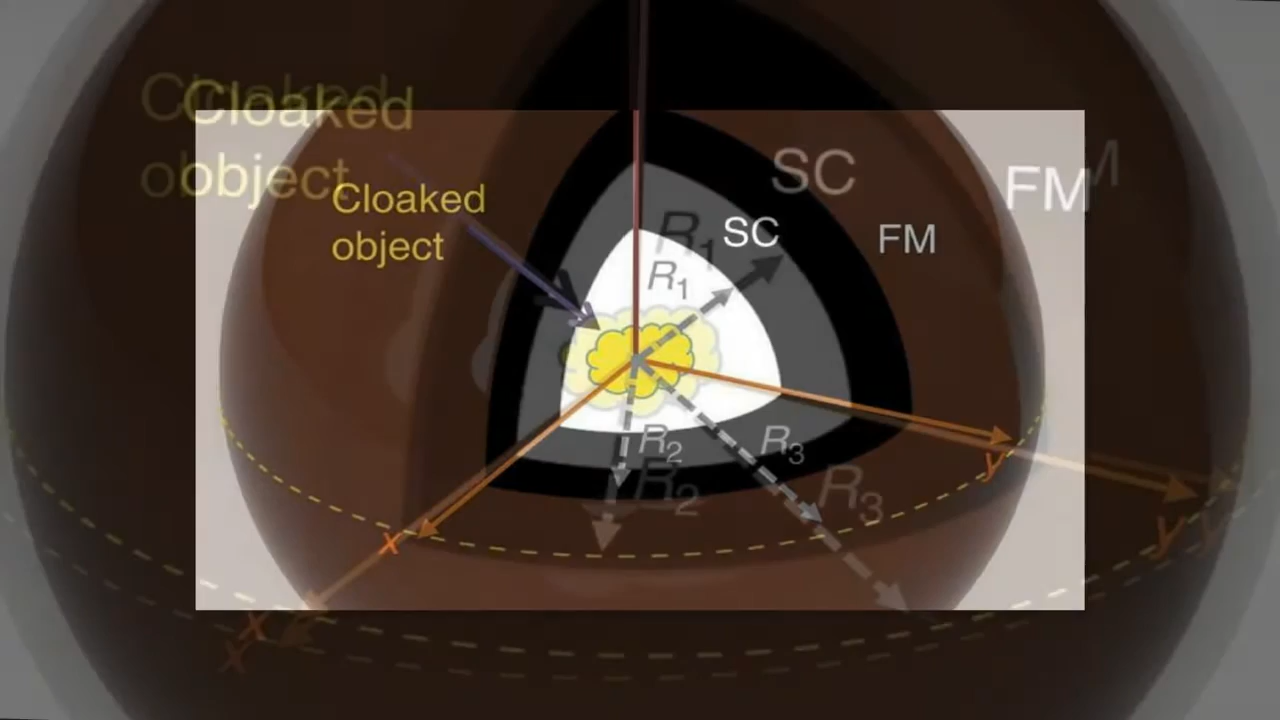 Cloaked
object
SC
FM
Cloaked
object
SC
FM
R1
R1
R2
R3
R2
R3
x
y
x
y
x
y